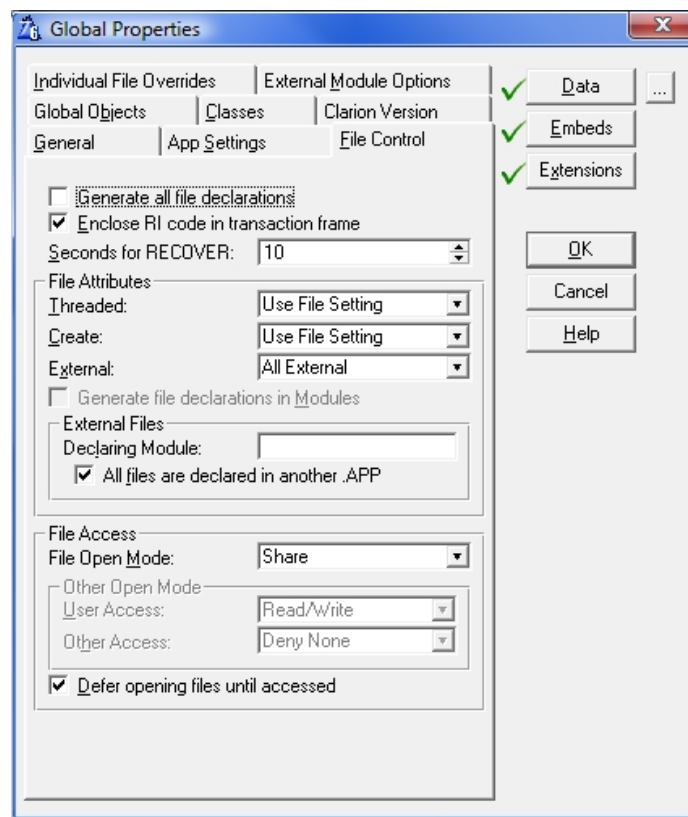 Global Properties
Individual File Overrides
External Module Options
Global Objects
Classes
Clarion Version
General
App Settings
File Control
Generate all file declarations
Enclose RI code in transaction frame
Seconds for RECOVER:
10
File Attributes
Threaded:
Use File Setting
Create:
Use File Setting
External:
All External
Generate file declarations in Modules
External Files
Declaring Module:
All files are declared in another .APP
File Access
File Open Mode:
Share
Other Open Mode
User Access:
Read/Write
Other Access:
Deny None
Defer opening files until accessed
Data
...
Embeds
Extensions
OK
Cancel
Help